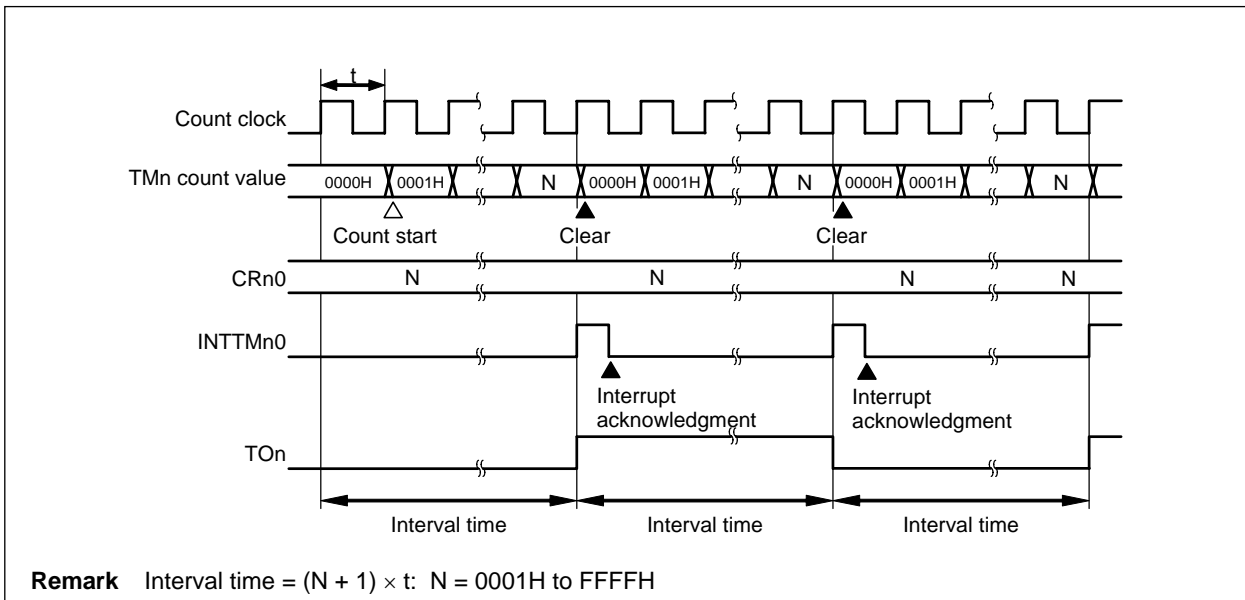 t
Count clock
TMn count value
0000H 0001H N 0000H 0001H N 0000H 0001H N
Count start Clear Clear
CRn0 N N N N
INTTMn0
Interrupt acknowledgment
Interrupt acknowledgment
TOn
Interval time Interval time Interval time
Remark Interval time = (N + 1) × t: N = 0001H to FFFFH